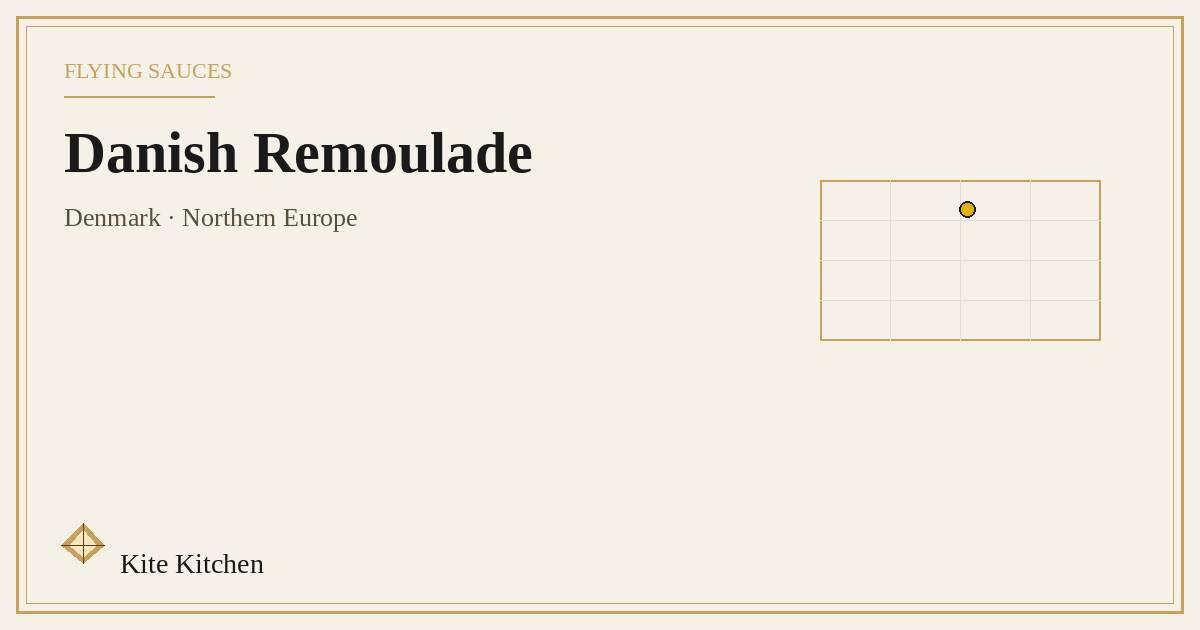 FLYING SAUCES
Danish Remoulade
Denmark · Northern Europe
Kite Kitchen